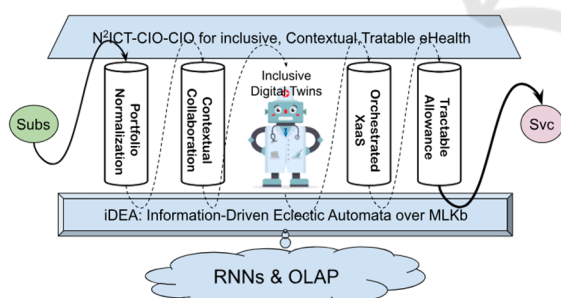 N²ICT-CIO-CIO for inclusive, Contextual,Tratable eHealth
Subs
Portfolio
Normalization
Contextual
Collaboration
Inclusive
Digital Twins
Orchestrated
XaaS
Tractable
Allowance
Svc
iDEA: Information-Driven Eclectic Automata over MLKb
RNNs & OLAP